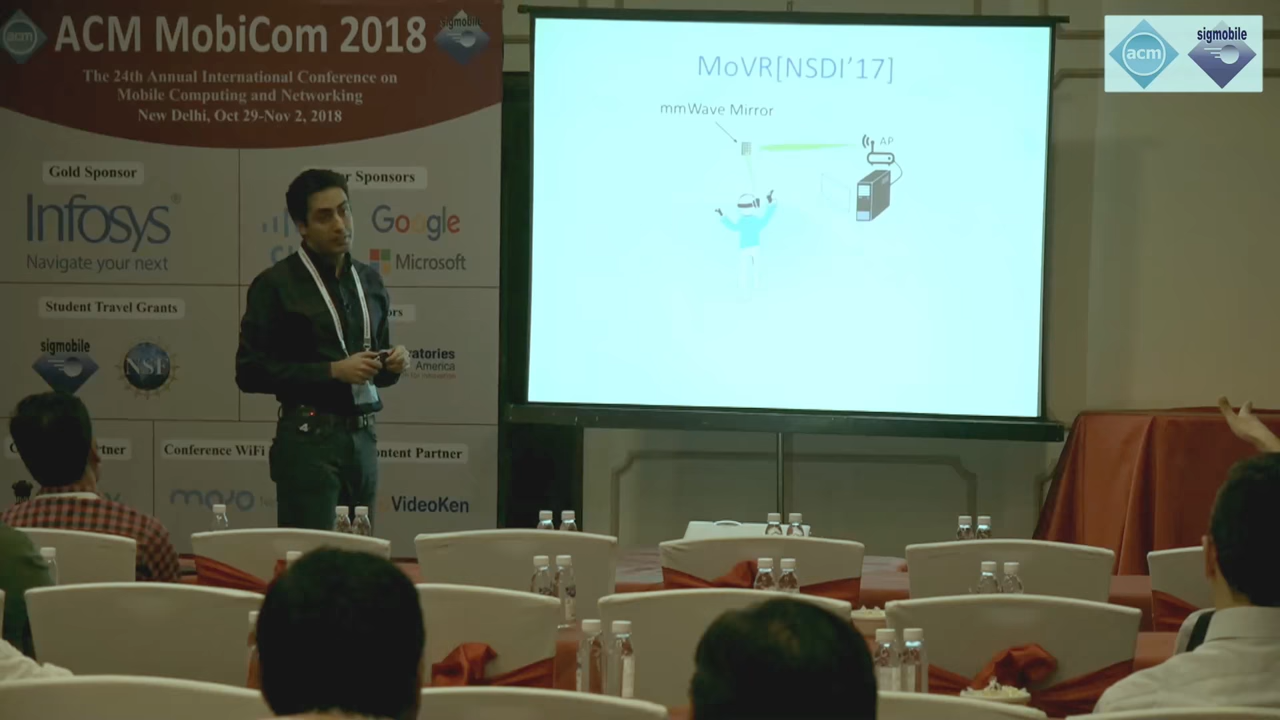 acm
ACM MobiCom 2018
sigmobile
The 24th Annual International Conference on
Mobile Computing and Networking
New Delhi, Oct 29-Nov 2, 2018
Gold Sponsor
Infosys
Navigate your next
Sponsors
Google
Microsoft
Student Travel Grants
sigmobile
NSF
America
Conference WiFi
VideoKen
MoVR[NSDI'17]
mmWave Mirror
AP
acm
sigmobile